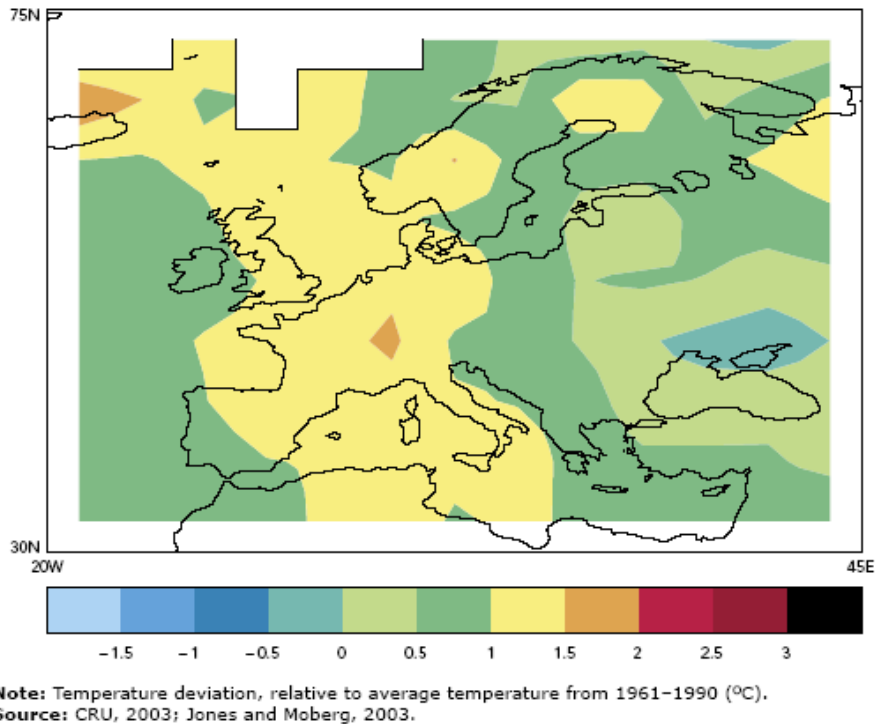 75N
30N
20W 45E
−1.5 −1 −0.5 0 0.5 1 1.5 2 2.5 3
Note: Temperature deviation, relative to average temperature from 1961–1990 (ºC).
Source: CRU, 2003; Jones and Moberg, 2003.